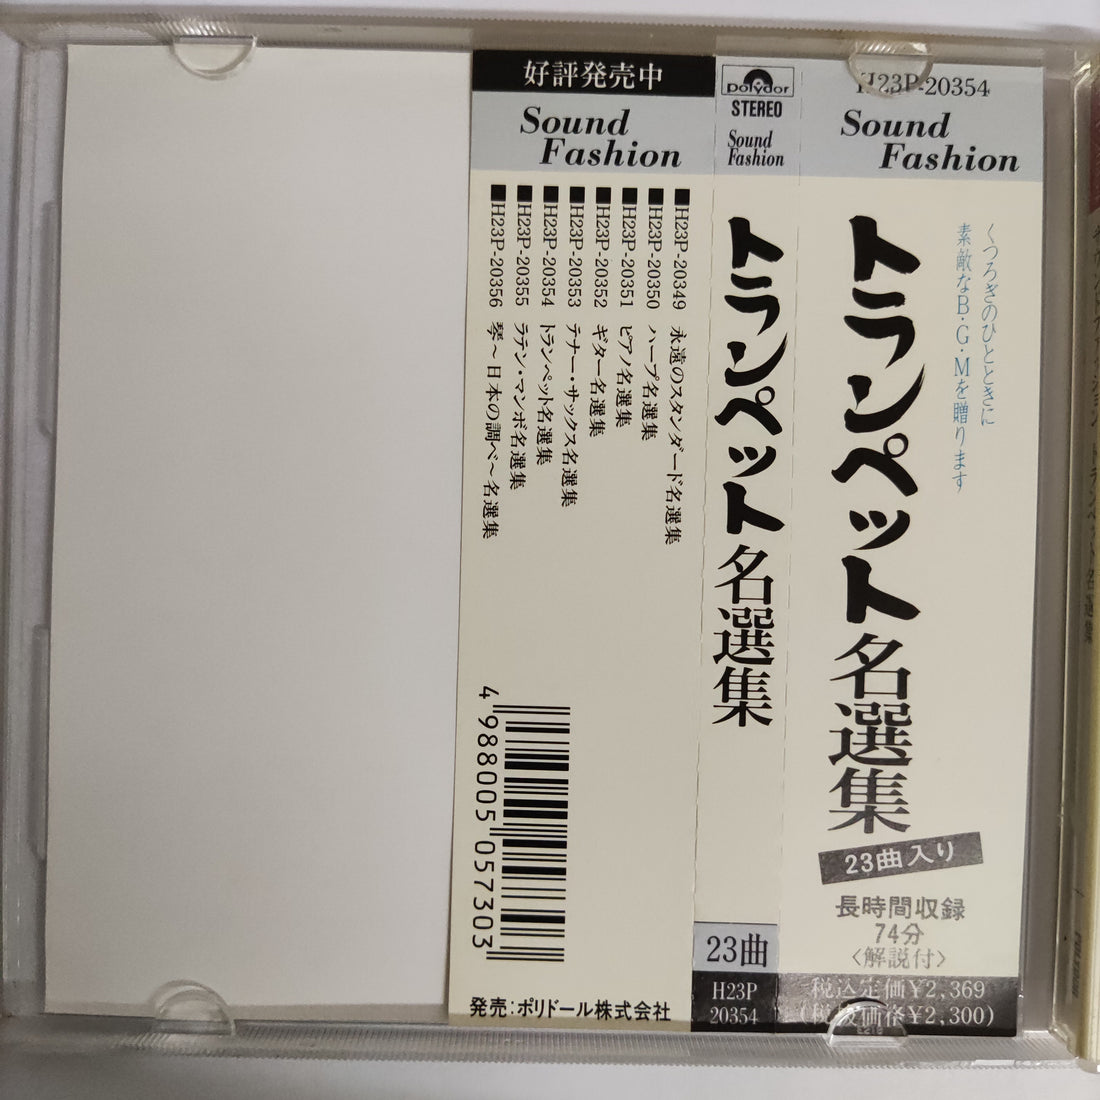 好評発売中
Sound
Fashion
■H23P-20349 永遠のスタンダード名選集
■H23P-20350 ハープ名選集
■H23P-20351 ピアノ名選集
■H23P-20352 ギター名選集
■H23P-20353 テナー・サックス名選集
■H23P-20354 トランペット名選集
■H23P-20355 ラテン・マンボ名選集
■H23P-20356 琴〜日本の調べ〜名選集
4 988005 057303
発売:ポリドール株式会社
polydor
STEREO
Sound
Fashion
トランペット名選集
23曲
H23P
20354
H23P-20354
Sound
Fashion
くつろぎのひとときに
素敵なB・G・Mを贈ります
トランペット名選集
23曲入り
長時間収録
74分
〈解説付〉
税込定価¥2,369
(税抜価格¥2,300)